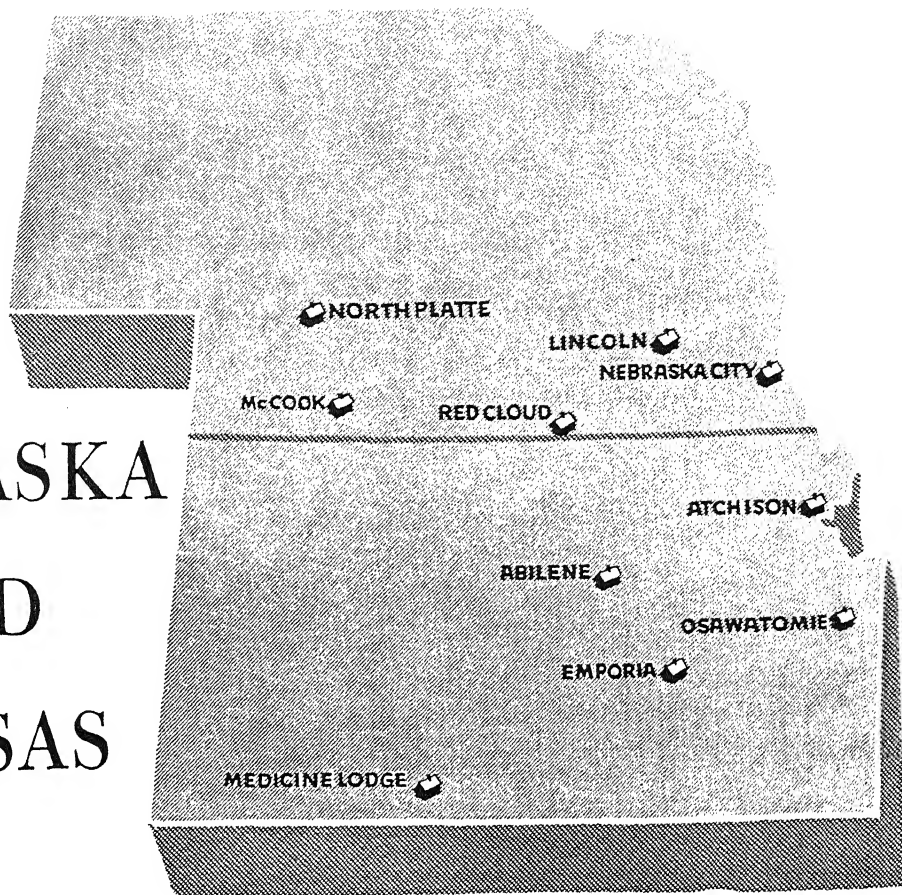 NORTH PLATTE
LINCOLN
NEBRASKA CITY
McCOOK
RED CLOUD
ASKA
ATCHISON
ABILENE
D
OSAWATOMIE
EMPORIA
SAS
MEDICINE LODGE